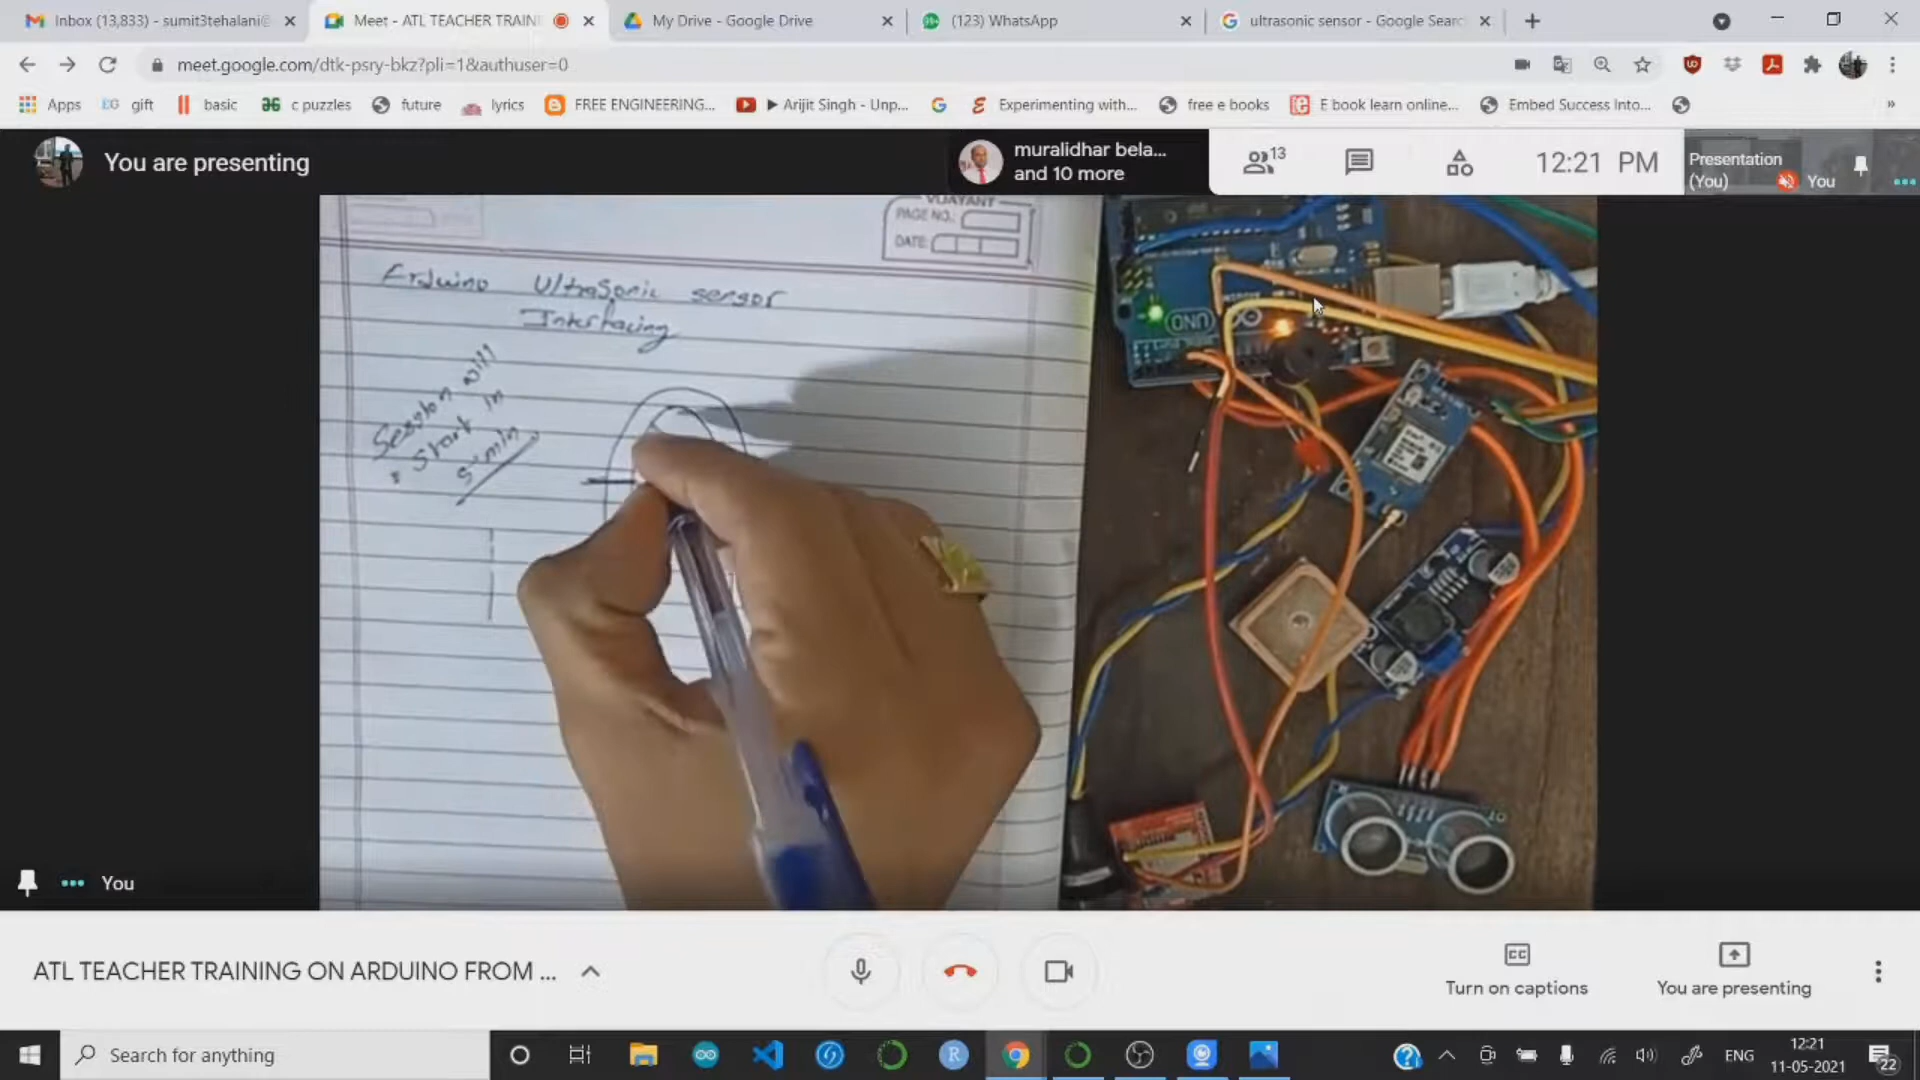 Inbox (13,833) - sumit3tehalani@
Meet - ATL TEACHER TRAIN
My Drive - Google Drive
(123) WhatsApp
ultrasonic sensor - Google Searc
meet.google.com/dtk-psry-bkz?pli=1&authuser=0
Apps
gift
basic
c puzzles
future
lyrics
FREE ENGINEERING...
► Arijit Singh - Unp...
Experimenting with...
free e books
E book learn online...
Embed Success Into...
»
You are presenting
muralidhar bela...
and 10 more
13
12:21 PM
Presentation
(You)
You
VIJAYANT
PAGE NO.:
DATE:
Arduino Ultrasonic sensor
Interfacing
Session will
start in
5 min
UNO
You
ATL TEACHER TRAINING ON ARDUINO FROM ...
Turn on captions
You are presenting
Search for anything
ENG
12:21
11-05-2021
22